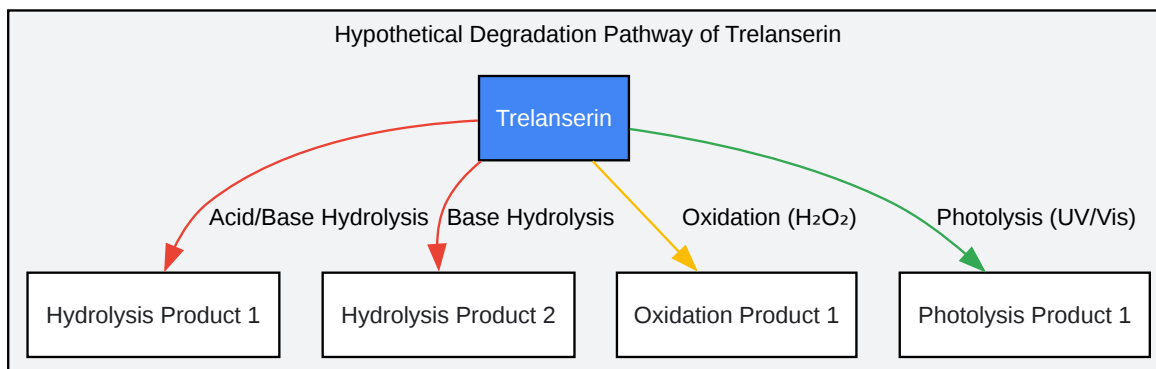 Hypothetical Degradation Pathway of Trelanserin
Trelanserin
Acid/Base Hydrolysis
Base Hydrolysis
Oxidation (H₂O₂)
Photolysis (UV/Vis)
Hydrolysis Product 1
Hydrolysis Product 2
Oxidation Product 1
Photolysis Product 1